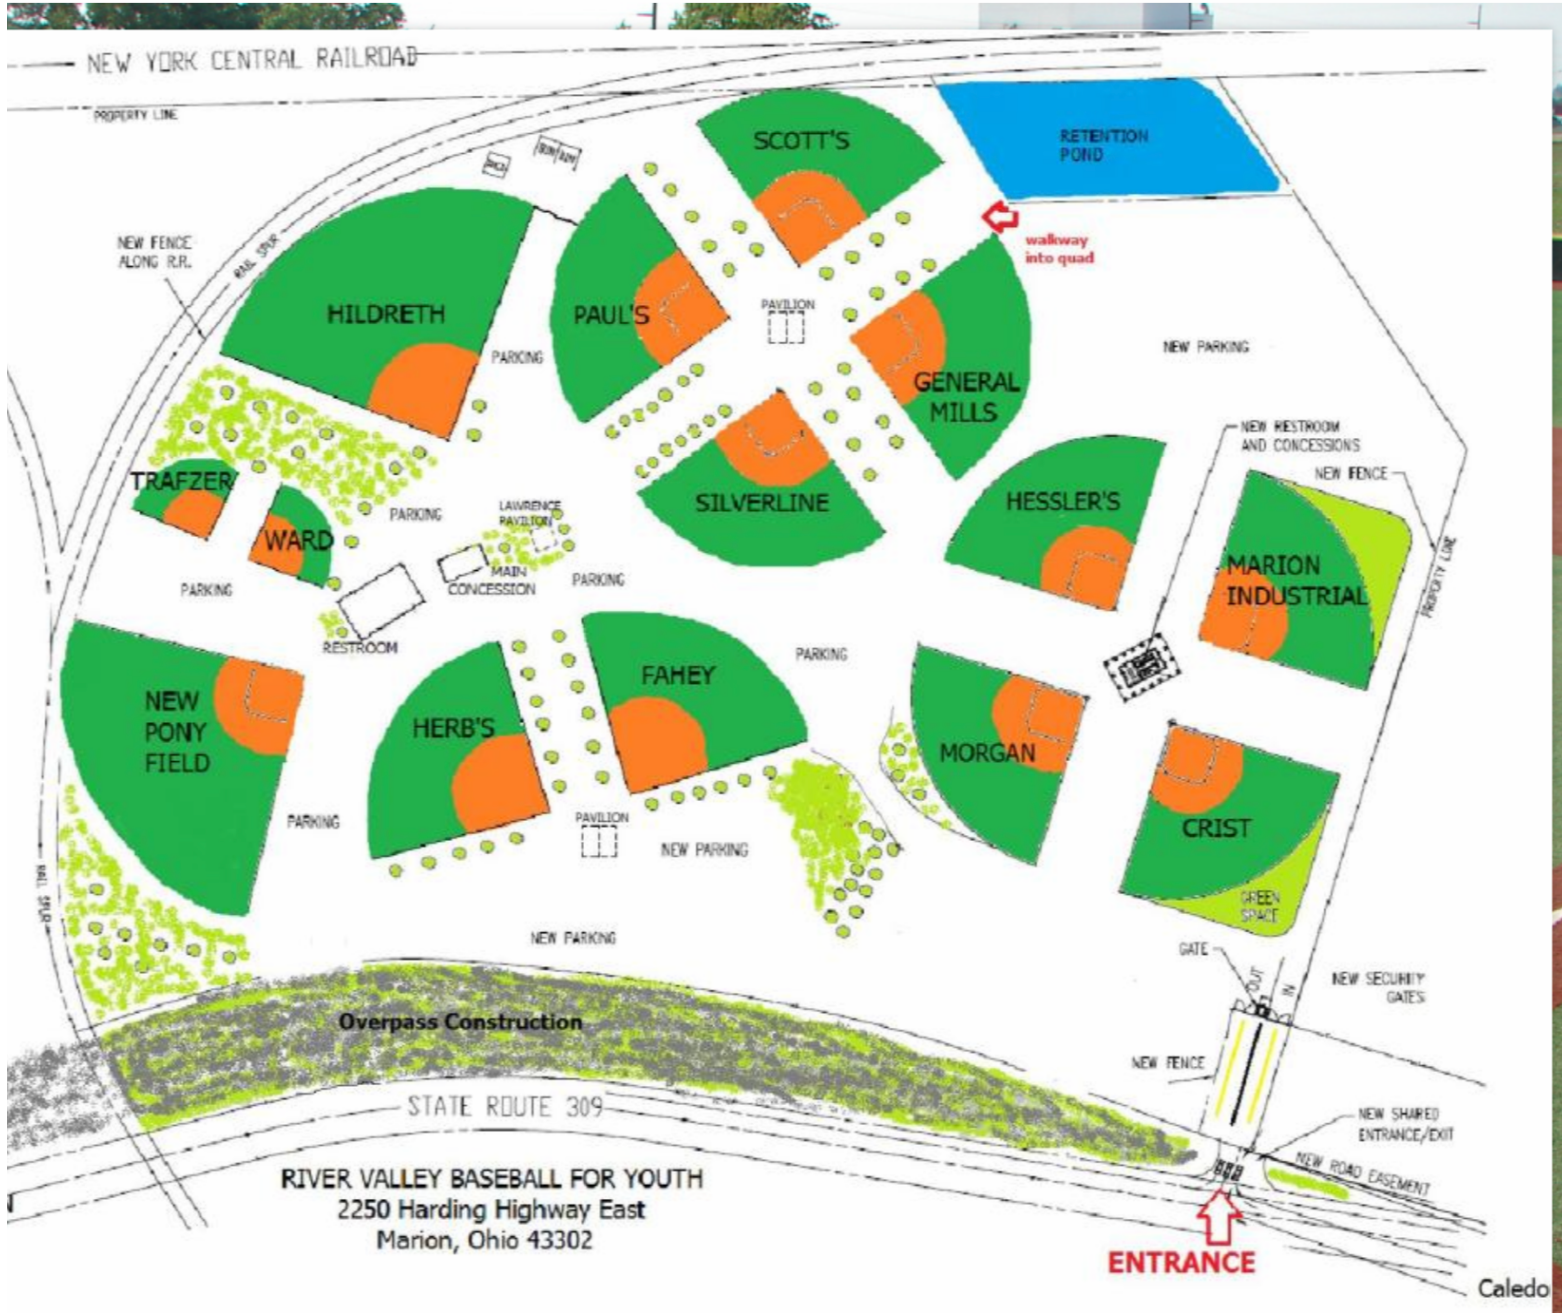 NEW YORK CENTRAL RAILROAD
PROPERTY LINE
SCOTT'S
RETENTION
POND
NEW FENCE
ALONG R.R.
RAIL SPUR
walkway
into quad
HILDRETH
PAUL'S
PAVILION
PARKING
NEW PARKING
GENERAL
MILLS
NEW RESTROOM
AND CONCESSIONS
NEW FENCE
TRAFZER
WARD
PARKING
LAWRENCE
PAVILION
SILVERLINE
HESSLER'S
MARION
INDUSTRIAL
PROPERTY LINE
PARKING
MAIN
CONCESSION
PARKING
RESTROOM
NEW
PONY
FIELD
HERB'S
FAHEY
PARKING
MORGAN
CRIST
PARKING
PAVILION
NEW PARKING
RAIL SPUR
GREEN
SPACE
NEW PARKING
GATE
OUT
IN
NEW SECURITY
GATES
Overpass Construction
NEW FENCE
STATE ROUTE 309
NEW SHARED
ENTRANCE/EXIT
NEW ROAD EASEMENT
RIVER VALLEY BASEBALL FOR YOUTH
2250 Harding Highway East
Marion, Ohio 43302
ENTRANCE
Caledo